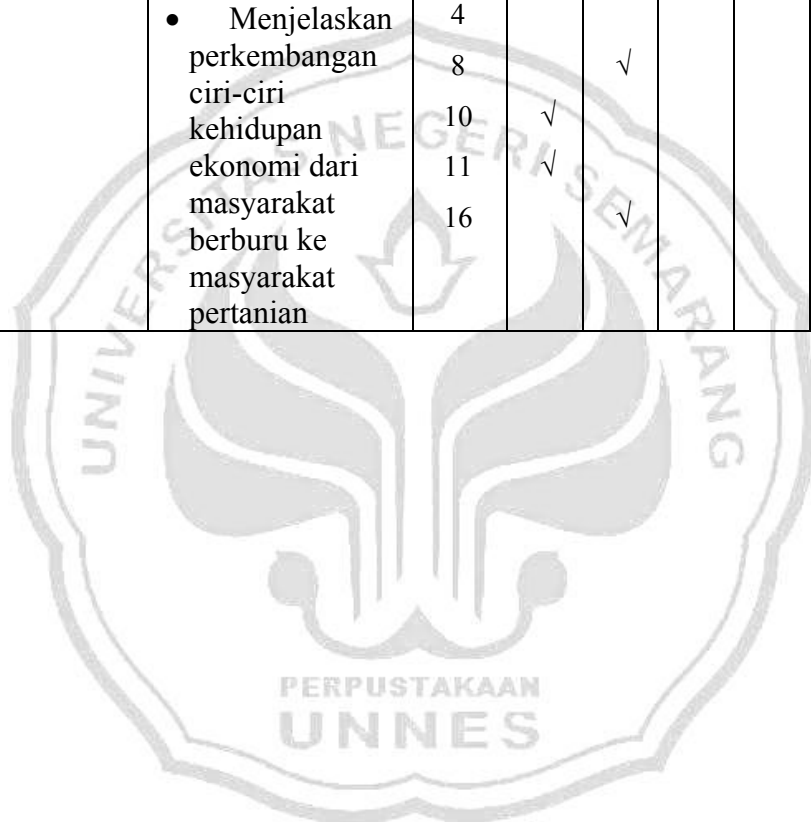 • Menjelaskan
perkembangan
ciri-ciri
kehidupan
ekonomi dari
masyarakat
berburu ke
masyarakat
pertanian
4
8 √
10 √
11 √
16 √
UNIVERSITAS NEGERI SEMARANG
PERPUSTAKAAN
UNNES